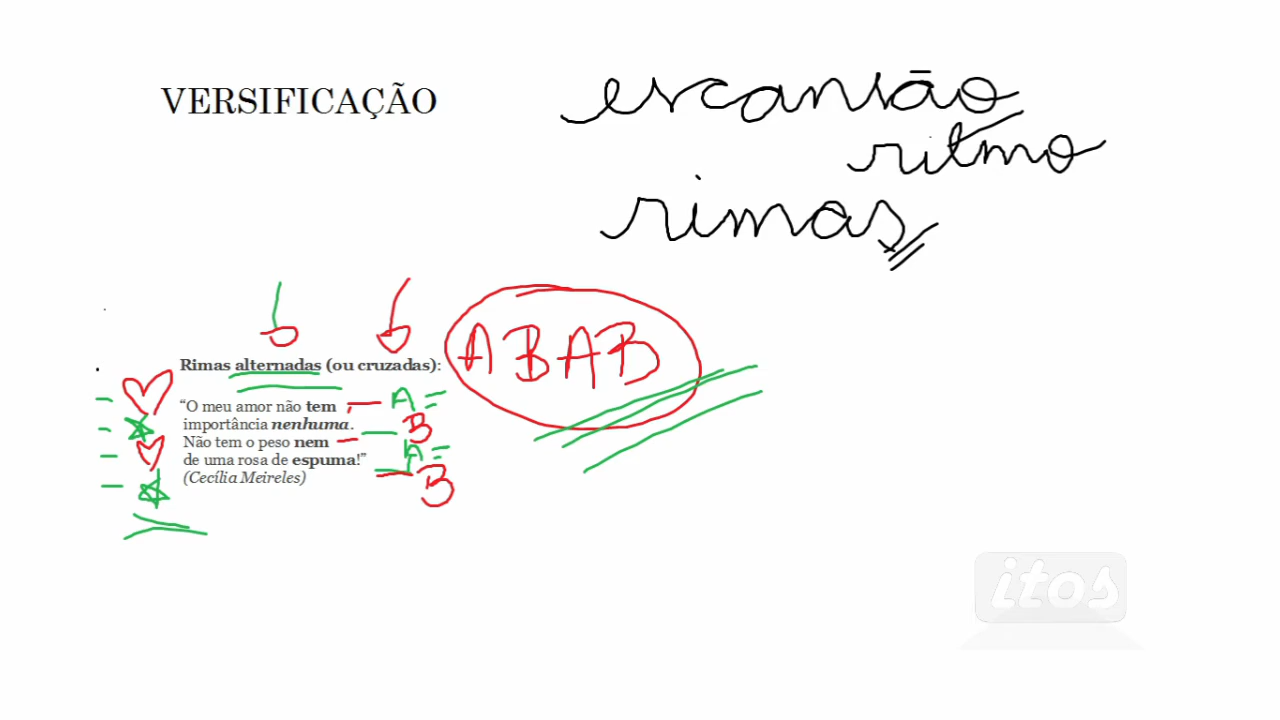 VERSIFICAÇÃO
escansão
ritmo
rimas
Rimas alternadas (ou cruzadas):
ABAB
“O meu amor não tem A
importância nenhuma. B
Não tem o peso nem A
de uma rosa de espuma!” B
(Cecília Meireles)
itos